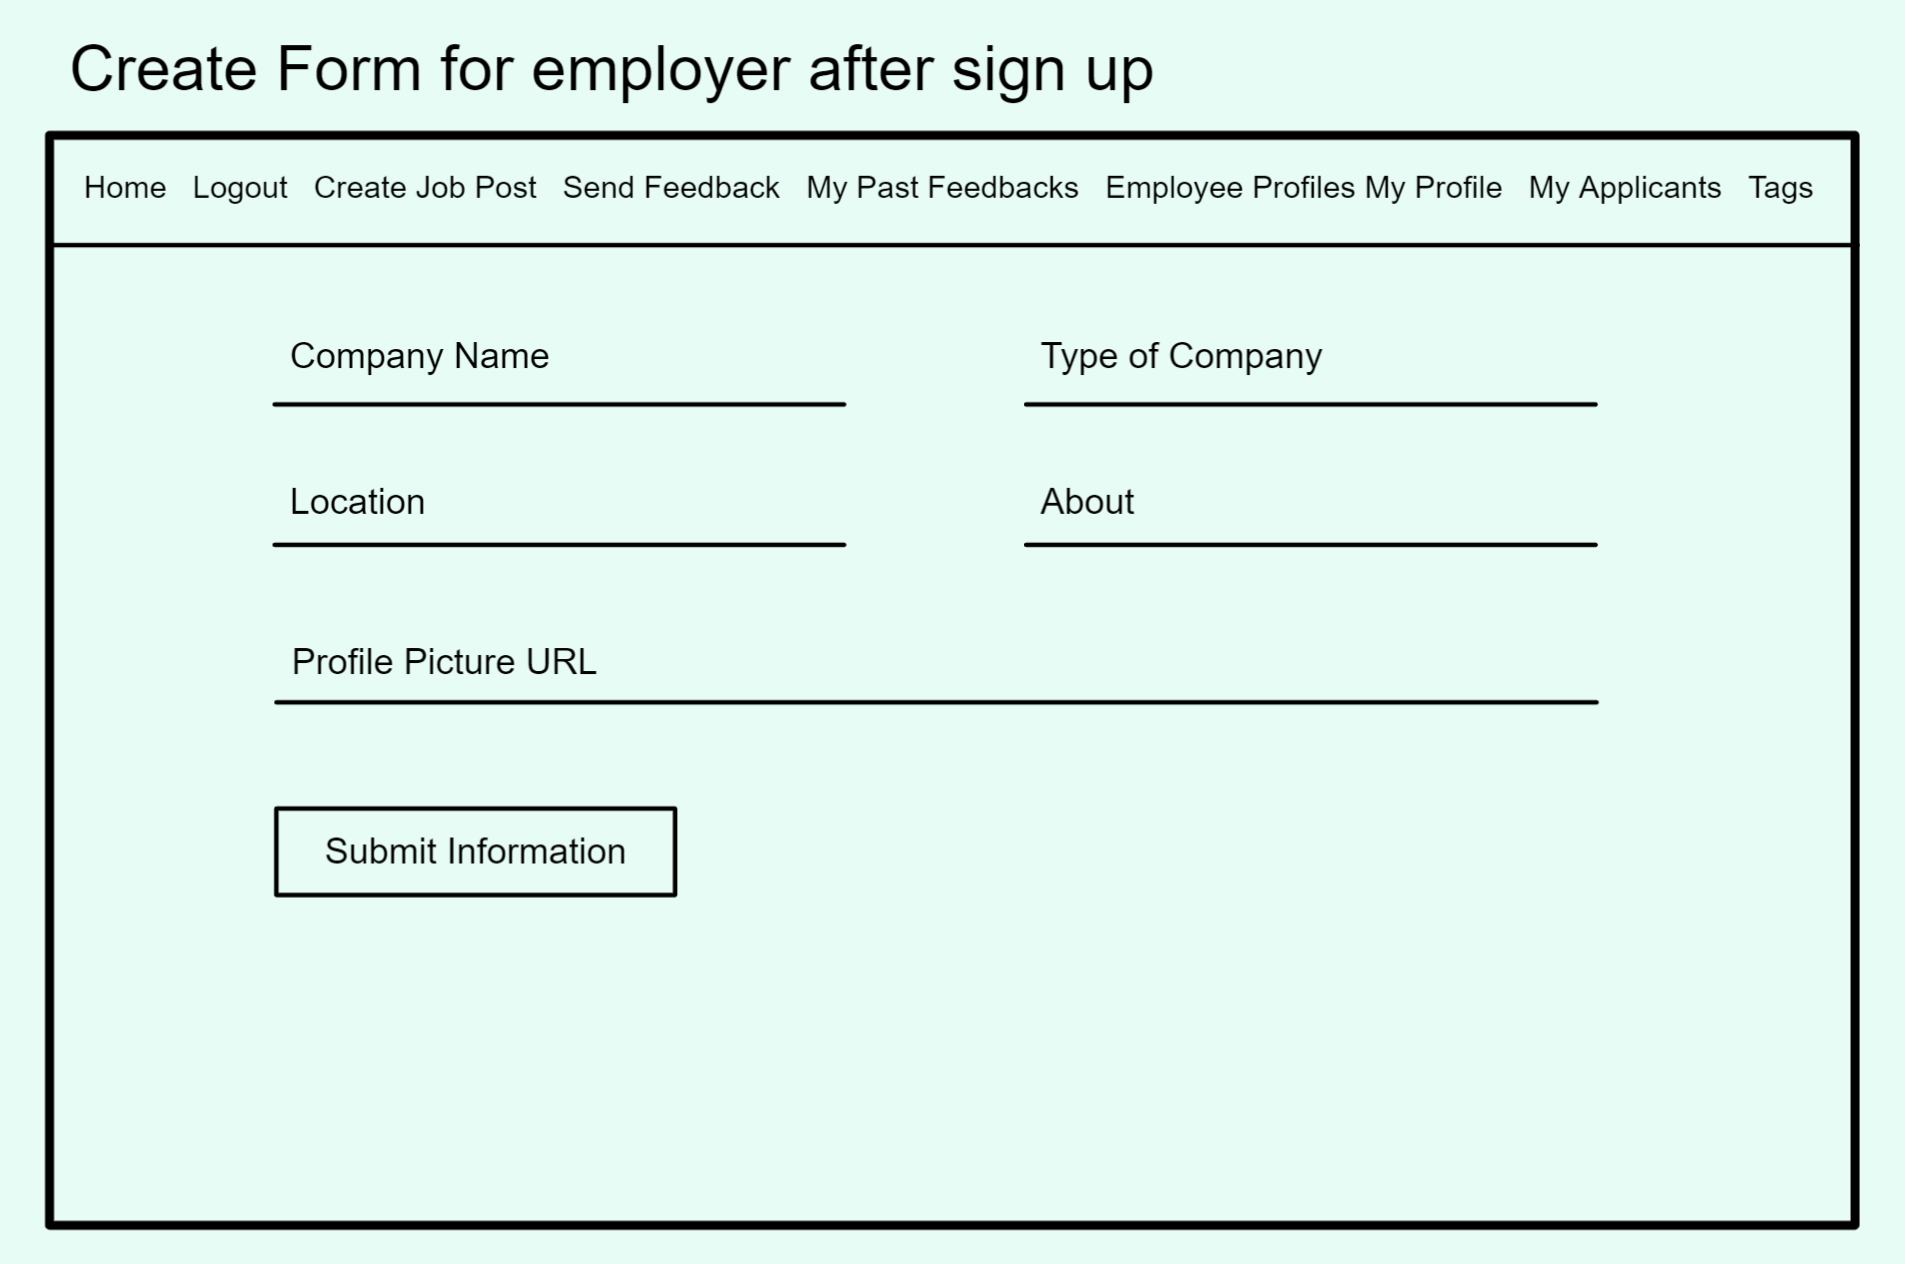 Create Form for employer after sign up
Home Logout Create Job Post Send Feedback My Past Feedbacks Employee Profiles My Profile My Applicants Tags
Company Name Type of Company
Location About
Profile Picture URL
Submit Information